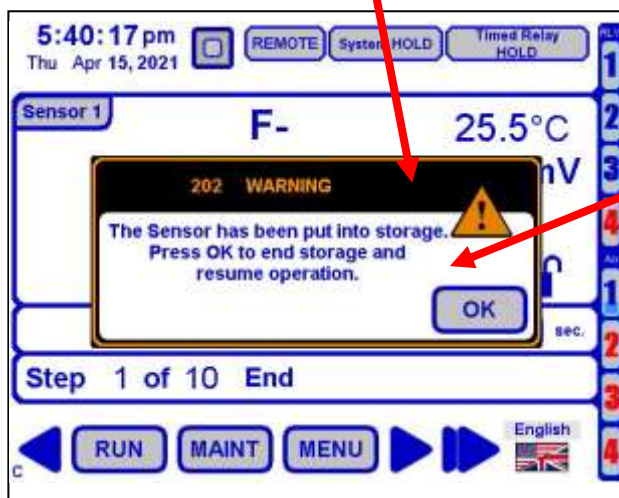 5:40:17 pm
Thu Apr 15, 2021
REMOTE
System HOLD
Timed Relay
HOLD
Sensor 1
F-
25.5°C
mV
202 WARNING
The Sensor has been put into storage.
Press OK to end storage and
resume operation.
OK
sec.
Step 1 of 10 End
RUN
MAINT
MENU
English
C
1
2
3
4
1
2
3
4